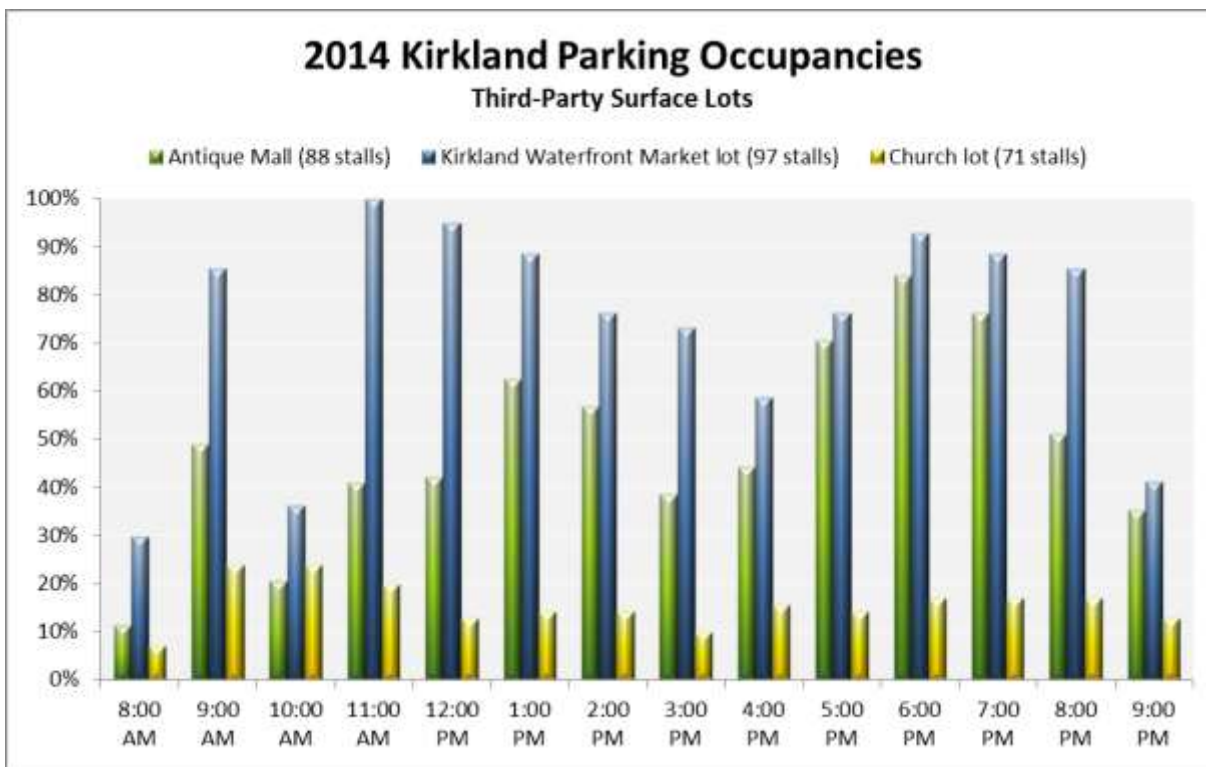 2014 Kirkland Parking Occupancies
Third-Party Surface Lots
Antique Mall (88 stalls) Kirkland Waterfront Market lot (97 stalls) Church lot (71 stalls)
100%
90%
80%
70%
60%
50%
40%
30%
20%
10%
0%
8:00 9:00 10:00 11:00 12:00 1:00 2:00 3:00 4:00 5:00 6:00 7:00 8:00 9:00
AM AM AM AM PM PM PM PM PM PM PM PM PM PM